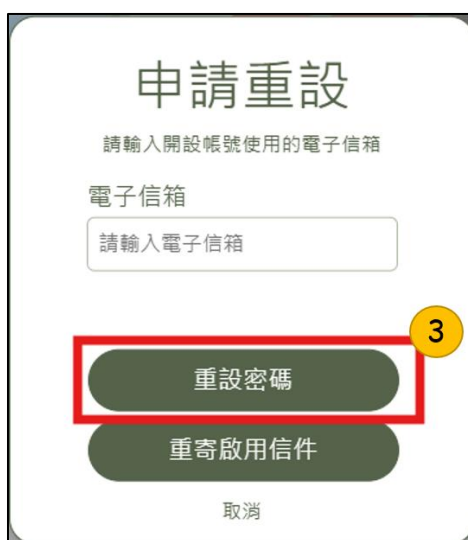 申請重設
請輸入開設帳號使用的電子信箱
電子信箱
請輸入電子信箱
3
重設密碼
重寄啟用信件
取消